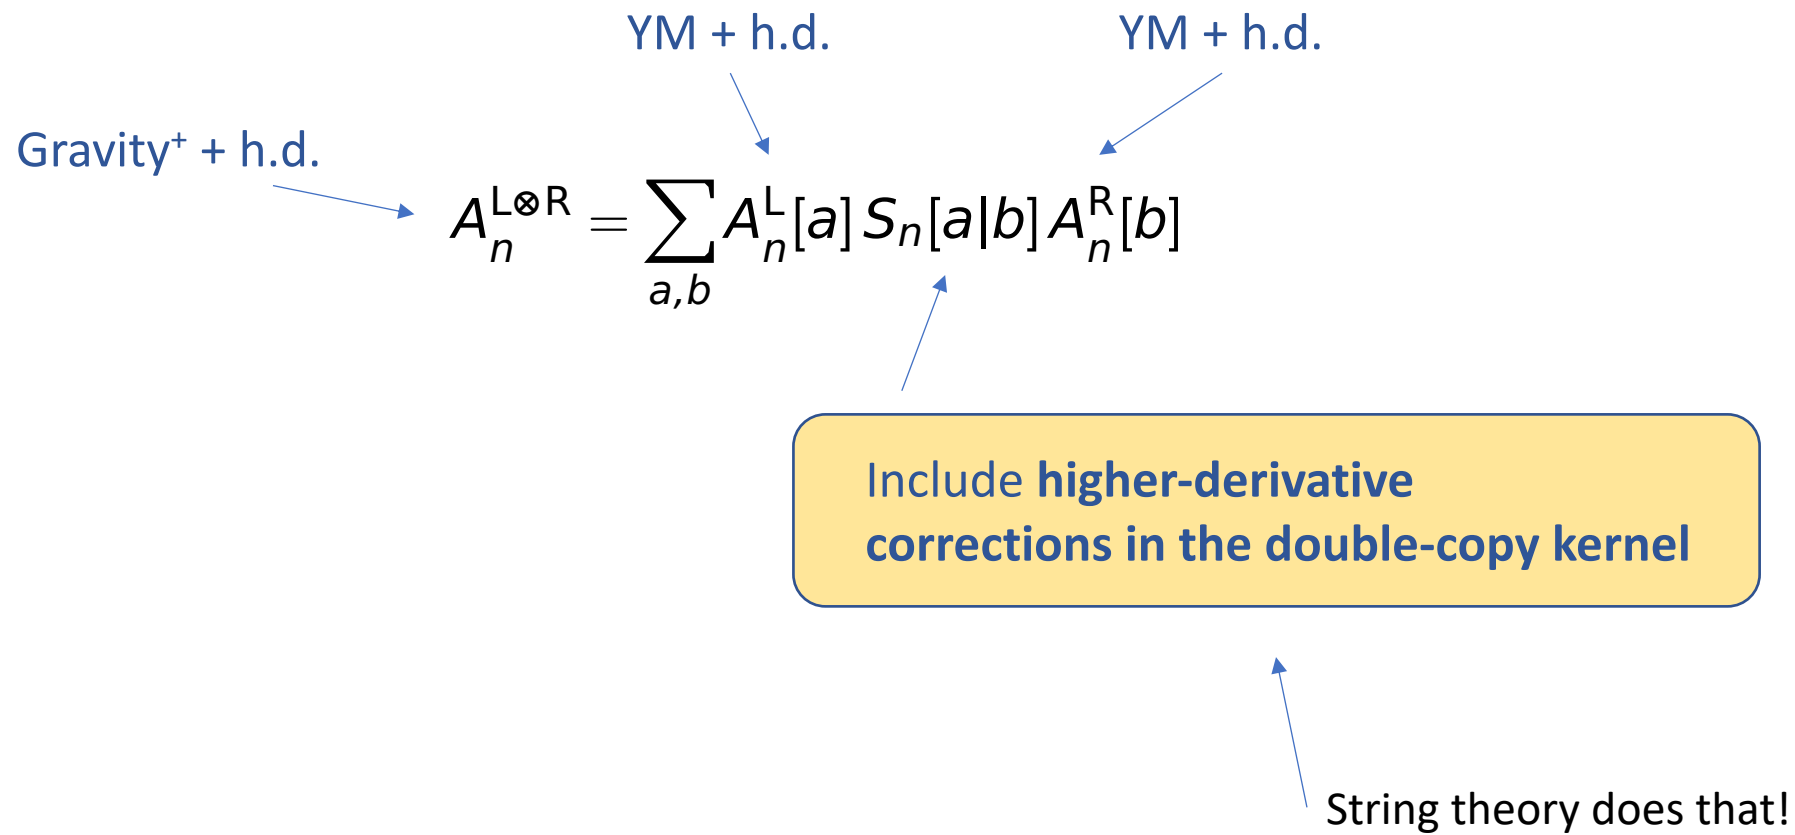 YM + h.d. YM + h.d.
Gravity⁺ + h.d.
A_n^{L⊗R} = ∑_{a,b} A_n^L[a] S_n[a|b] A_n^R[b]
Include higher-derivative
corrections in the double-copy kernel
String theory does that!